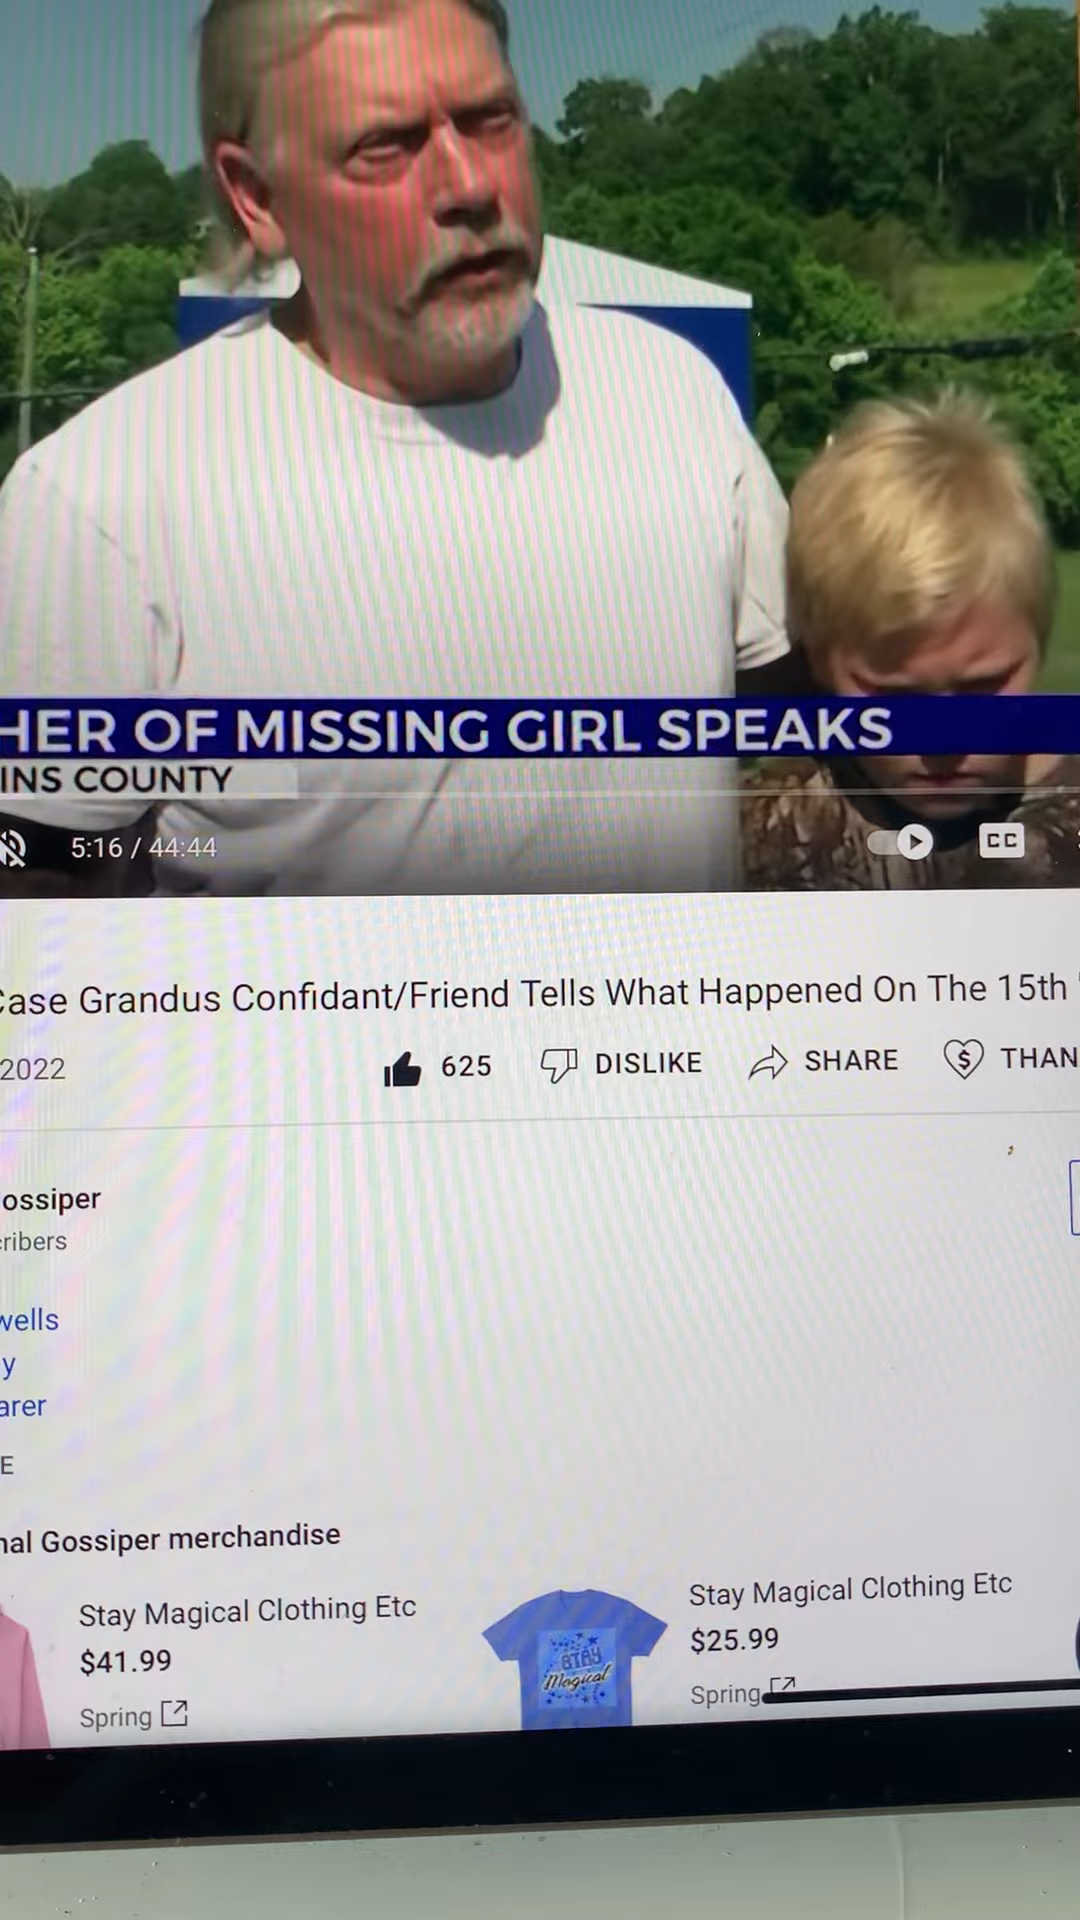 HER OF MISSING GIRL SPEAKS
INS COUNTY
5:16 / 44:44
CC
Case Grandus Confidant/Friend Tells What Happened On The 15th
2022
625
DISLIKE
SHARE
$
THAN
ossiper
cribers
wells
y
arer
E
nal Gossiper merchandise
Stay Magical Clothing Etc
$41.99
Spring
STAY
Magical
Stay Magical Clothing Etc
$25.99
Spring